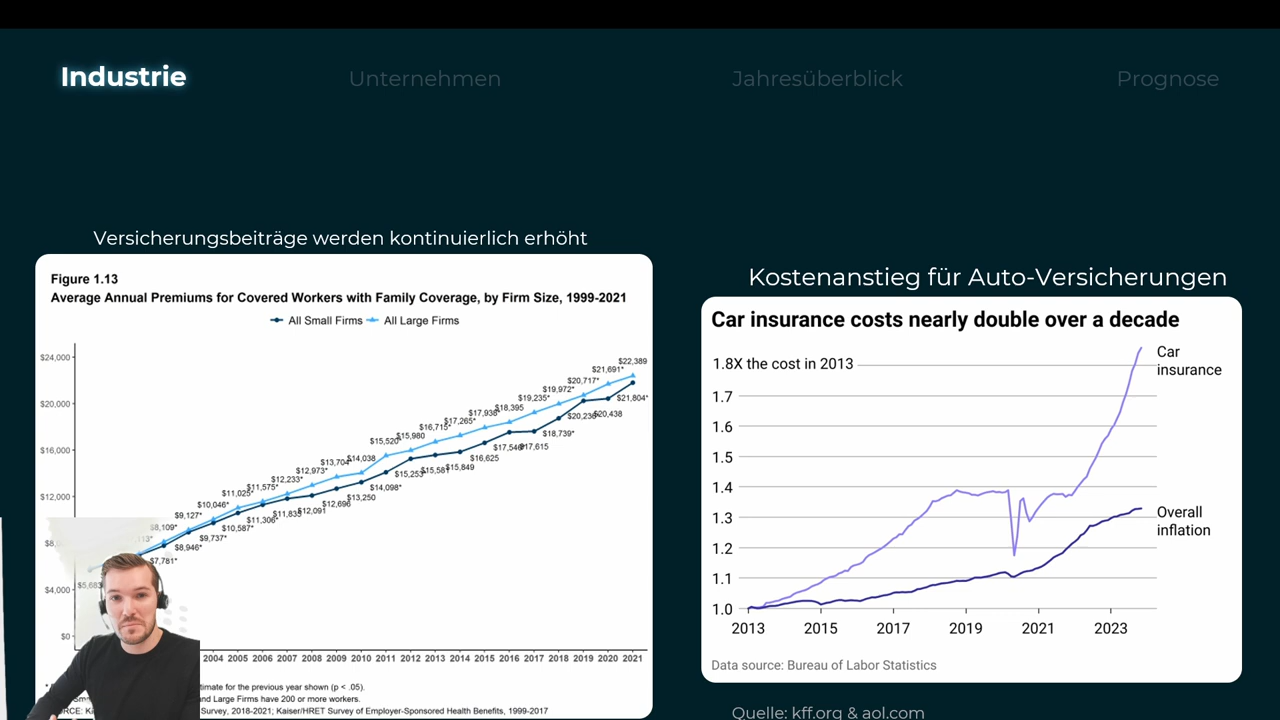 Industrie
Unternehmen
Jahresüberblick
Prognose
Versicherungsbeiträge werden kontinuierlich erhöht
Figure 1.13
Average Annual Premiums for Covered Workers with Family Coverage, by Firm Size, 1999-2021
All Small Firms
All Large Firms
$24,000
$20,000
$16,000
$12,000
$4,000
$0
$8,109*
$9,127*
$10,046*
$11,025*
$11,575*
$12,233*
$12,973*
$13,704*
$14,038
$15,520*
$15,980
$16,715*
$17,265*
$17,938*
$18,395
$19,235*
$19,972*
$20,717*
$21,691*
$22,389
$5,683
$7,781*
$8,946*
$9,737*
$10,587*
$11,306*
$11,835
$12,091
$12,696
$13,250
$14,098*
$15,253*
$15,581
$15,849
$16,625
$17,546*
$17,615
$18,739*
$20,236
$20,438
$21,804*
2004 2005 2006 2007 2008 2009 2010 2011 2012 2013 2014 2015 2016 2017 2018 2019 2020 2021
timate for the previous year shown (p < .05).
and Large Firms have 200 or more workers.
Survey, 2018-2021; Kaiser/HRET Survey of Employer-Sponsored Health Benefits, 1999-2017
Kostenanstieg für Auto-Versicherungen
Car insurance costs nearly double over a decade
1.8X the cost in 2013
1.7
1.6
1.5
1.4
1.3
1.2
1.1
1.0
Car
insurance
Overall
inflation
2013 2015 2017 2019 2021 2023
Data source: Bureau of Labor Statistics
Quelle: kff.org & aol.com